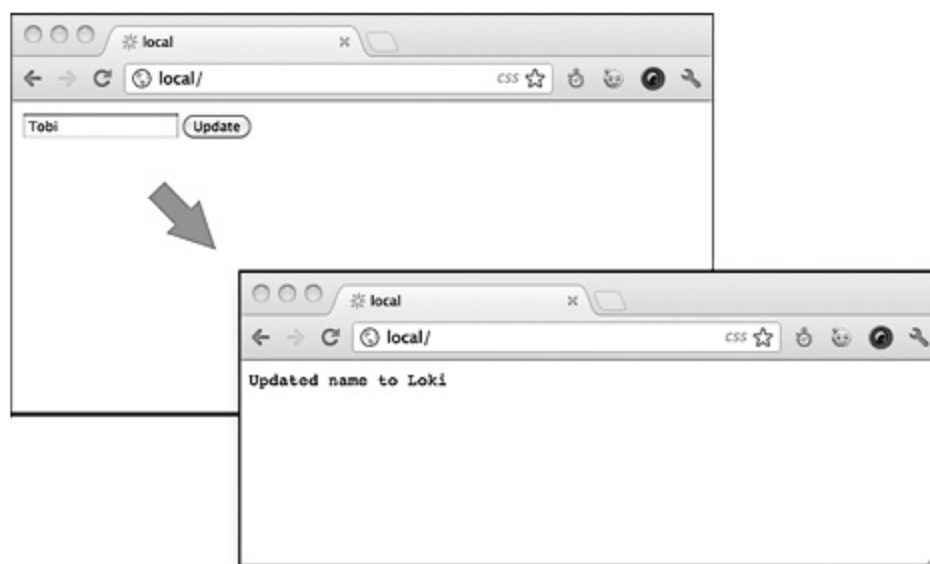 local
local/
css
Tobi
Update
local
local/
css
Updated name to Loki